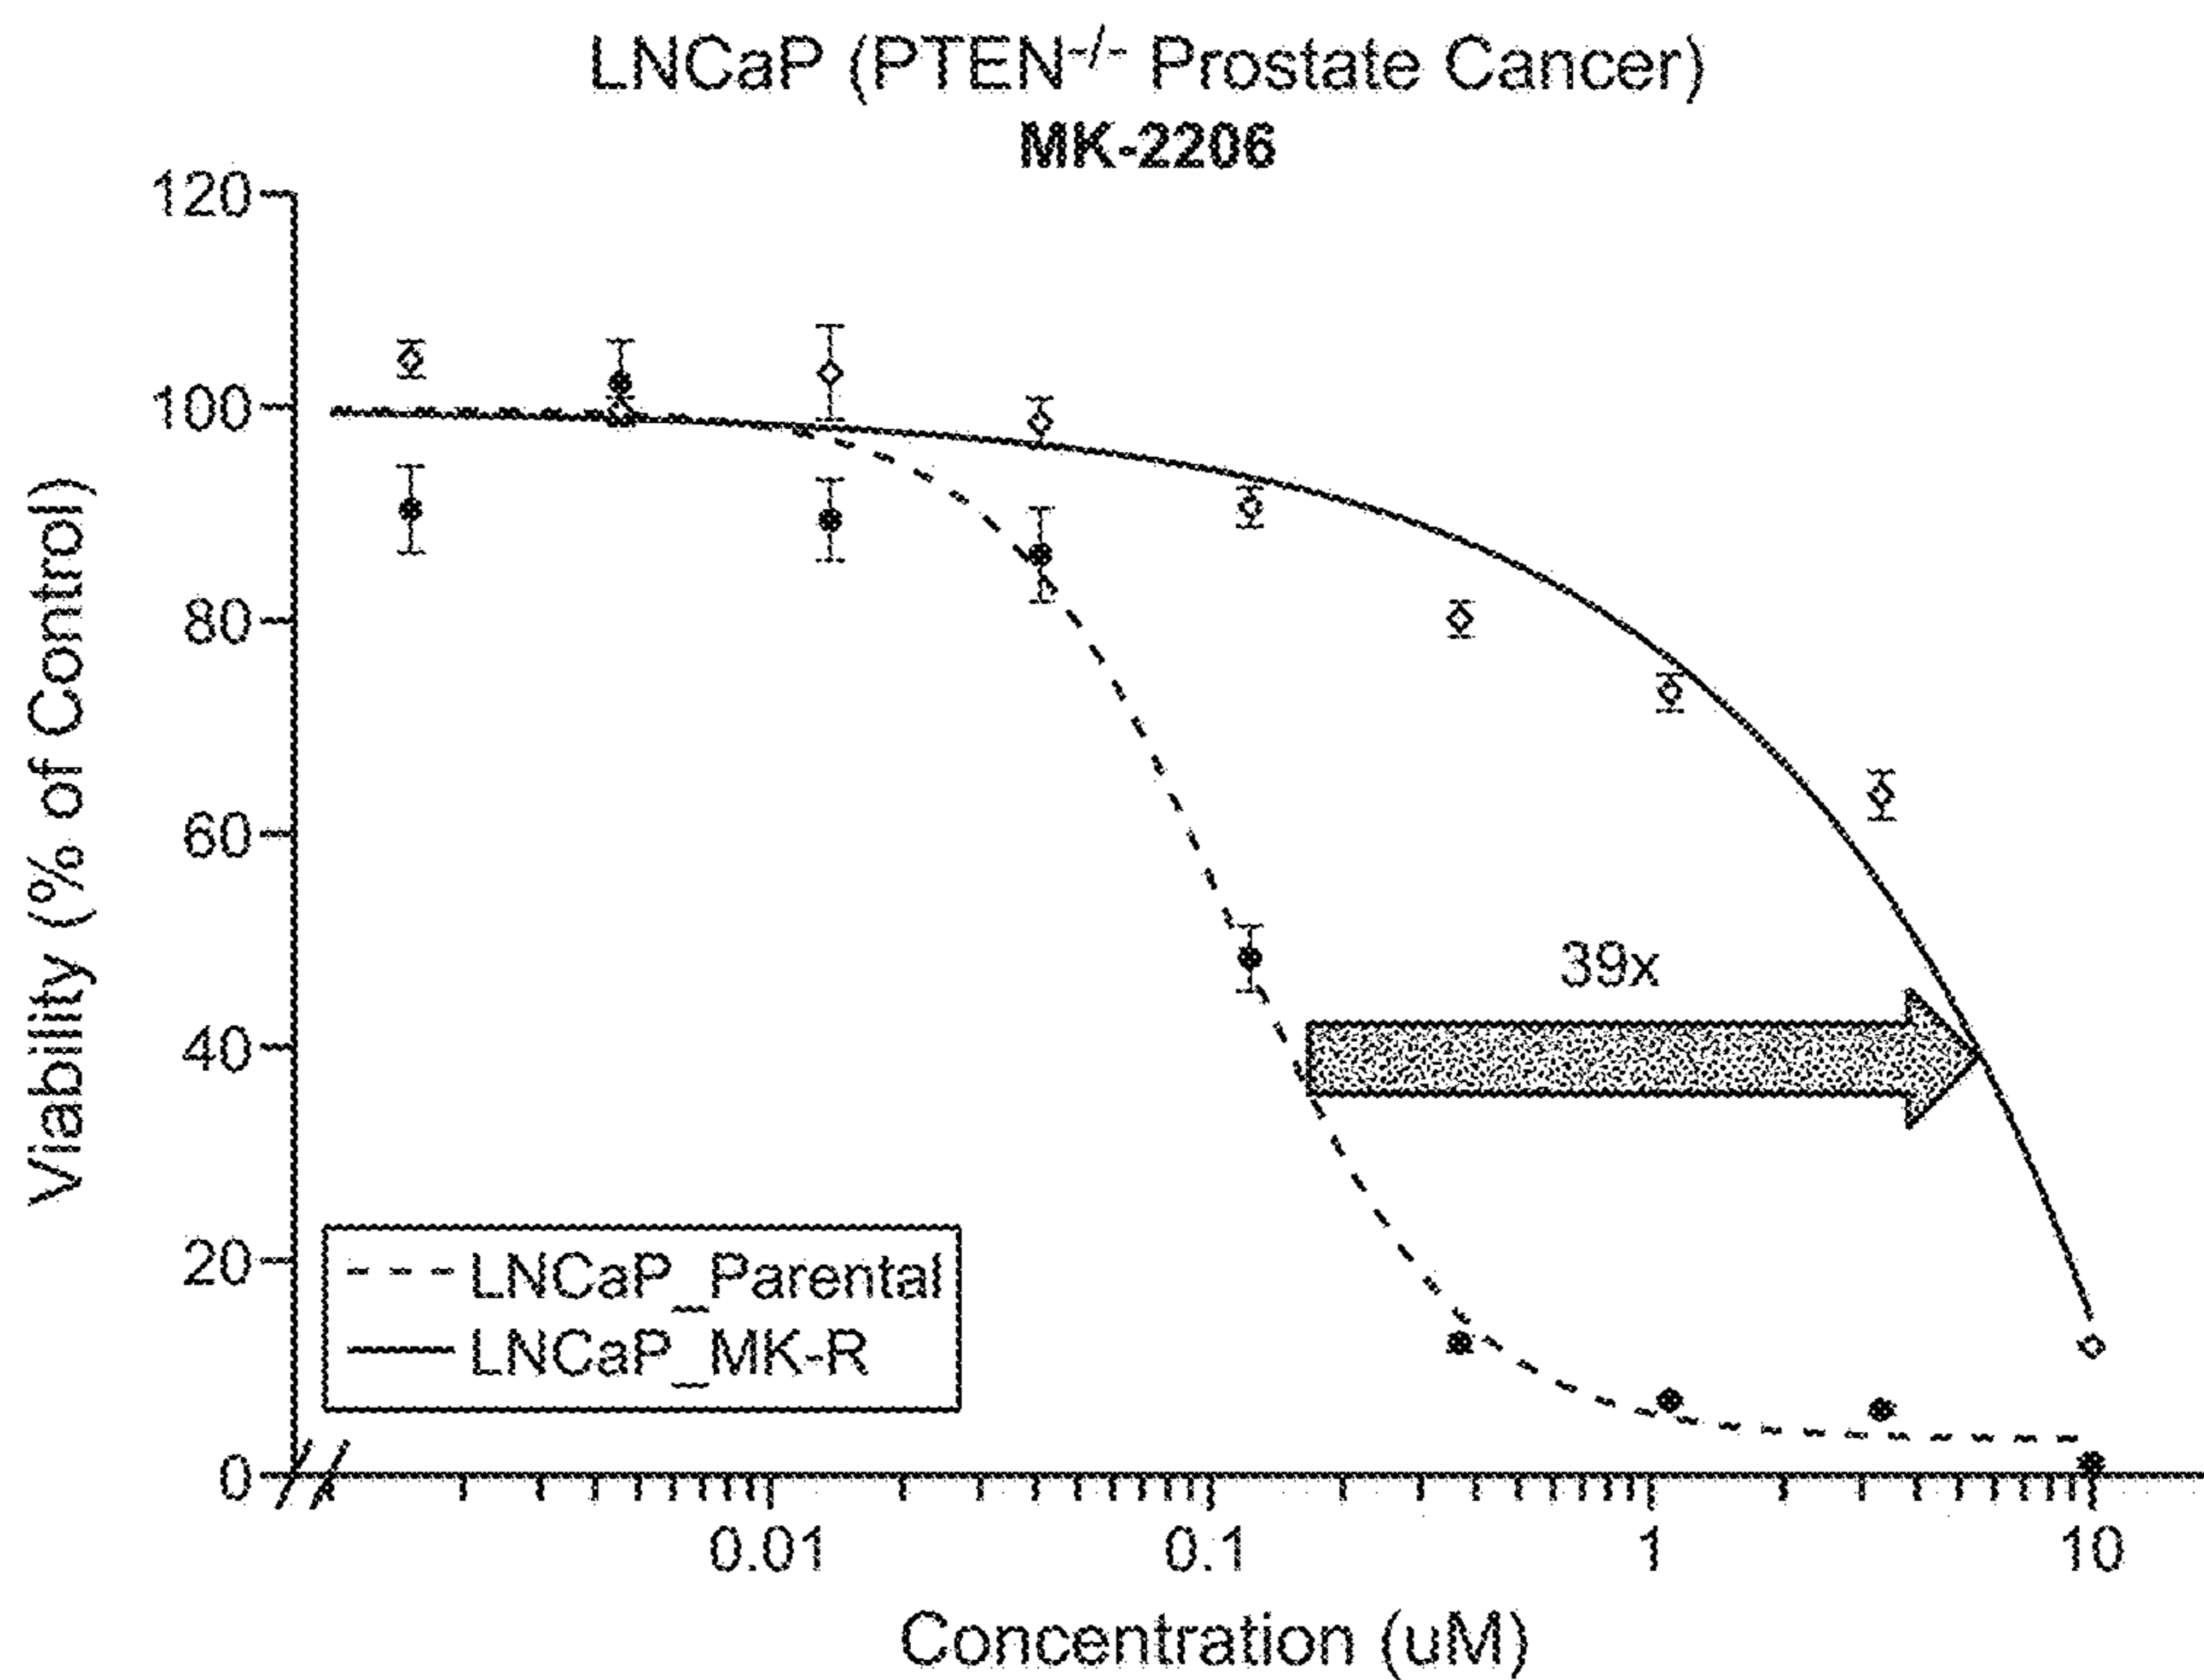 LNCaP (PTEN-/- Prostate Cancer)
MK-2206
Viability (% of Control)
120
100
80
60
40
20
0
39x
LNCaP_Parental
LNCaP_MK-R
0.01
0.1
1
10
Concentration (uM)